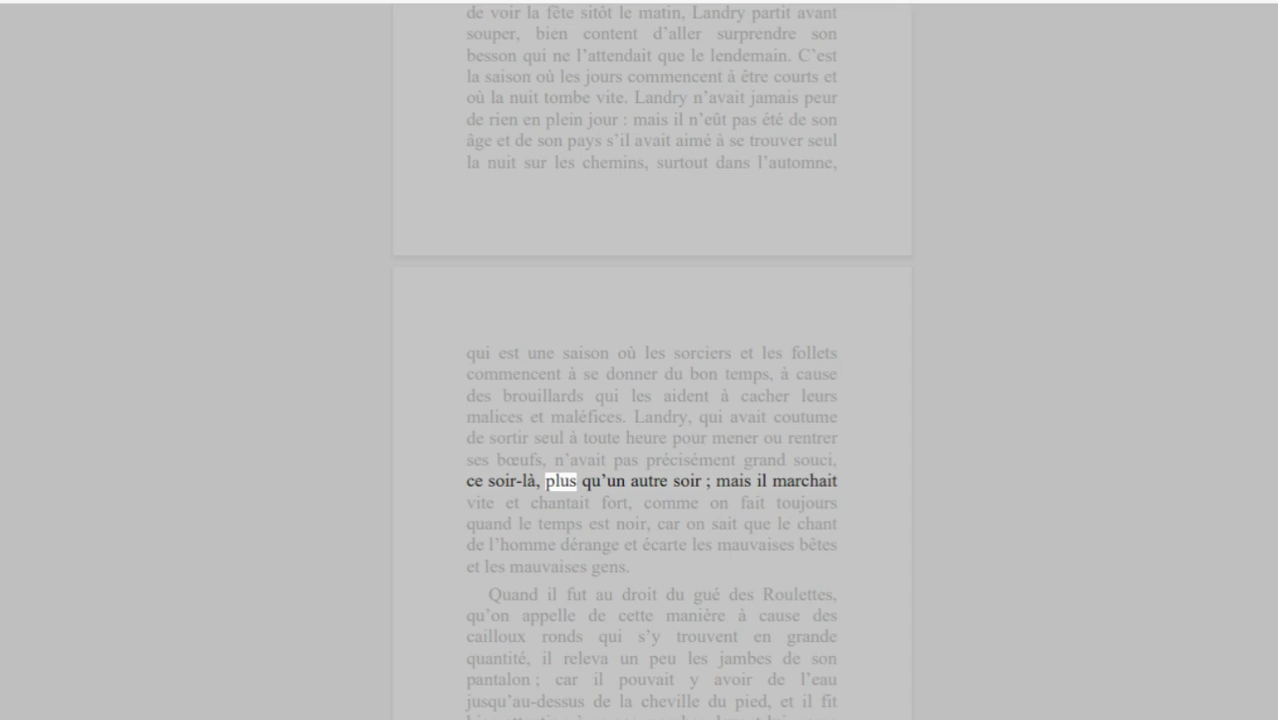 de voir la fête sitôt le matin, Landry partit avant
souper, bien content d’aller surprendre son
besson qui ne l’attendait que le lendemain. C’est
la saison où les jours commencent à être courts et
où la nuit tombe vite. Landry n’avait jamais peur
de rien en plein jour : mais il n’eût pas été de son
âge et de son pays s’il avait aimé à se trouver seul
la nuit sur les chemins, surtout dans l’automne,
qui est une saison où les sorciers et les follets
commencent à se donner du bon temps, à cause
des brouillards qui les aident à cacher leurs
malices et maléfices. Landry, qui avait coutume
de sortir seul à toute heure pour mener ou rentrer
ses bœufs, n’avait pas précisément grand souci,
ce soir-là, plus qu’un autre soir ; mais il marchait
vite et chantait fort, comme on fait toujours
quand le temps est noir, car on sait que le chant
de l’homme dérange et écarte les mauvaises bêtes
et les mauvaises gens.
Quand il fut au droit du gué des Roulettes,
qu’on appelle de cette manière à cause des
cailloux ronds qui s’y trouvent en grande
quantité, il releva un peu les jambes de son
pantalon ; car il pouvait y avoir de l’eau
jusqu’au-dessus de la cheville du pied, et il fit